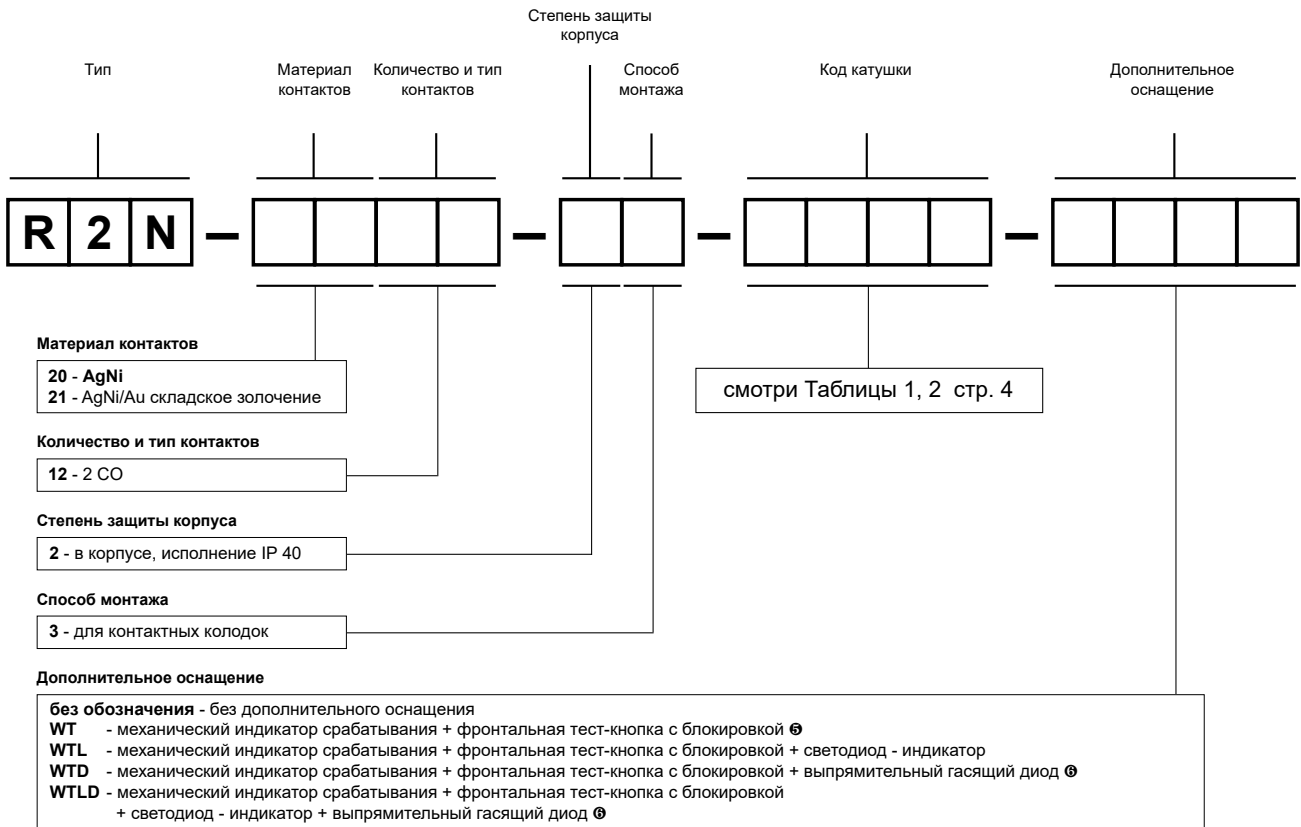 Степень защиты
корпуса
Тип
Материал
контактов
Количество и тип
контактов
Способ
монтажа
Код катушки
Дополнительное
оснащение
R 2 N – – – –
Материал контактов
20 - AgNi
21 - AgNi/Au складское золочение
смотри Таблицы 1, 2 стр. 4
Количество и тип контактов
12 - 2 CO
Степень защиты корпуса
2 - в корпусе, исполнение IP 40
Способ монтажа
3 - для контактных колодок
Дополнительное оснащение
без обозначения - без дополнительного оснащения
WT - механический индикатор срабатывания + фронтальная тест-кнопка с блокировкой ❺
WTL - механический индикатор срабатывания + фронтальная тест-кнопка с блокировкой + светодиод - индикатор
WTD - механический индикатор срабатывания + фронтальная тест-кнопка с блокировкой + выпрямительный гасящий диод ❻
WTLD - механический индикатор срабатывания + фронтальная тест-кнопка с блокировкой
+ светодиод - индикатор + выпрямительный гасящий диод ❻